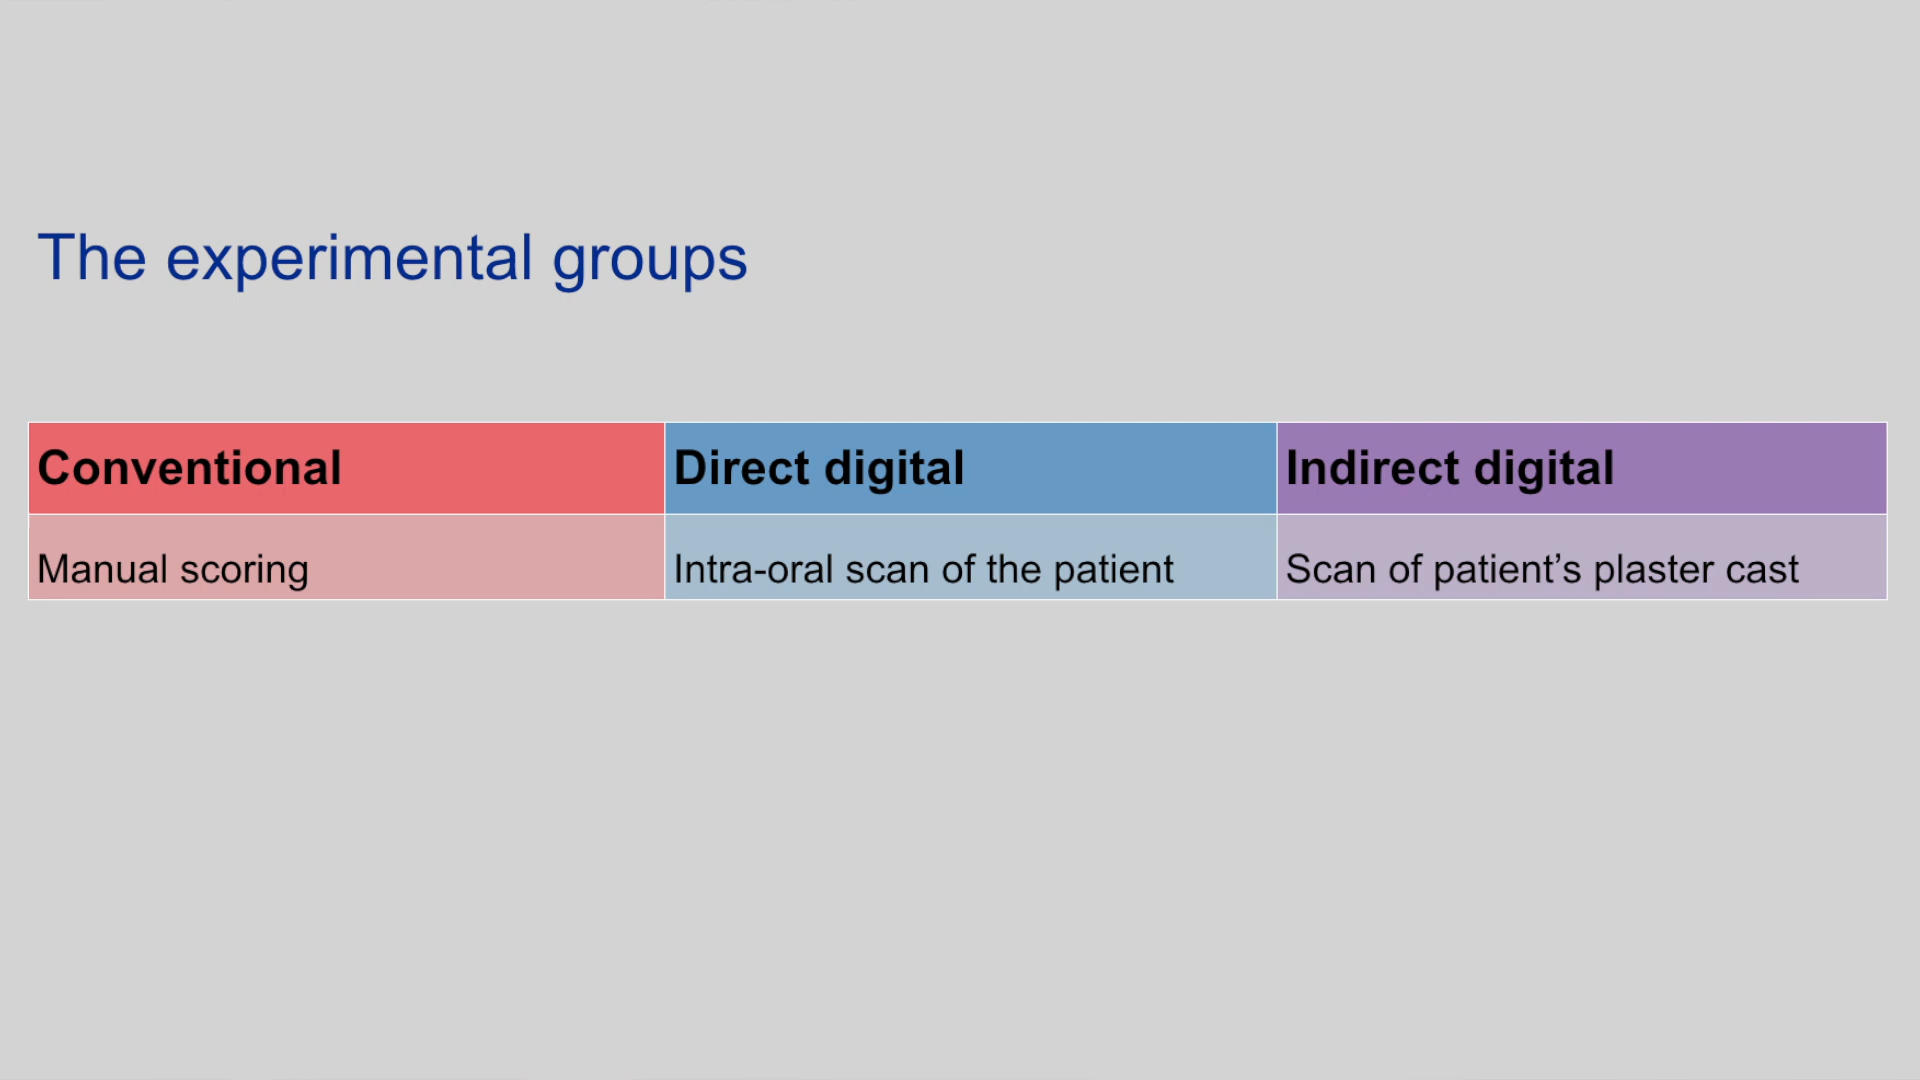 The experimental groups
Conventional
Direct digital
Indirect digital
Manual scoring
Intra-oral scan of the patient
Scan of patient’s plaster cast